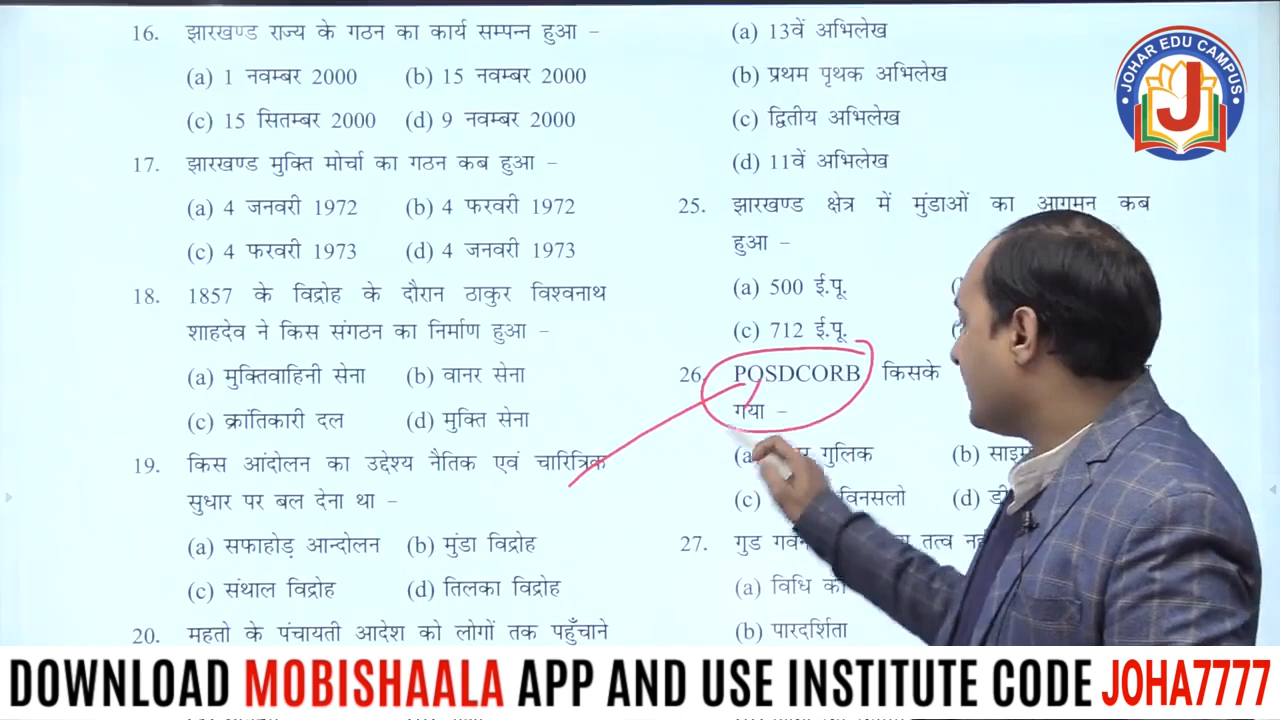 16. झारखण्ड राज्य के गठन का कार्य सम्पन्न हुआ –
(a) 1 नवम्बर 2000 (b) 15 नवम्बर 2000
(c) 15 सितम्बर 2000 (d) 9 नवम्बर 2000
17. झारखण्ड मुक्ति मोर्चा का गठन कब हुआ –
(a) 4 जनवरी 1972 (b) 4 फरवरी 1972
(c) 4 फरवरी 1973 (d) 4 जनवरी 1973
18. 1857 के विद्रोह के दौरान ठाकुर विश्वनाथ
शाहदेव ने किस संगठन का निर्माण हुआ –
(a) मुक्तिवाहिनी सेना (b) वानर सेना
(c) क्रांतिकारी दल (d) मुक्ति सेना
19. किस आंदोलन का उद्देश्य नैतिक एवं चारित्रिक
सुधार पर बल देना था –
(a) सफाहोड़ आन्दोलन (b) मुंडा विद्रोह
(c) संथाल विद्रोह (d) तिलका विद्रोह
20. महतो के पंचायती आदेश को लोगों तक पहुँचाने
(a) 13वें अभिलेख
(b) प्रथम पृथक अभिलेख
(c) द्वितीय अभिलेख
(d) 11वें अभिलेख
25. झारखण्ड क्षेत्र में मुंडाओं का आगमन कब
हुआ –
(a) 500 ई.पू.
(c) 712 ई.पू.
26. POSDCORB किसके
गया –
(a) गुलिक (b)
(c) विनसलो (d)
27. गुड तत्व
(a) विधि
(b) पारदर्शिता
JOHAR EDU CAMPUS
J
DOWNLOAD MOBISHAALA APP AND USE INSTITUTE CODE JOHA7777